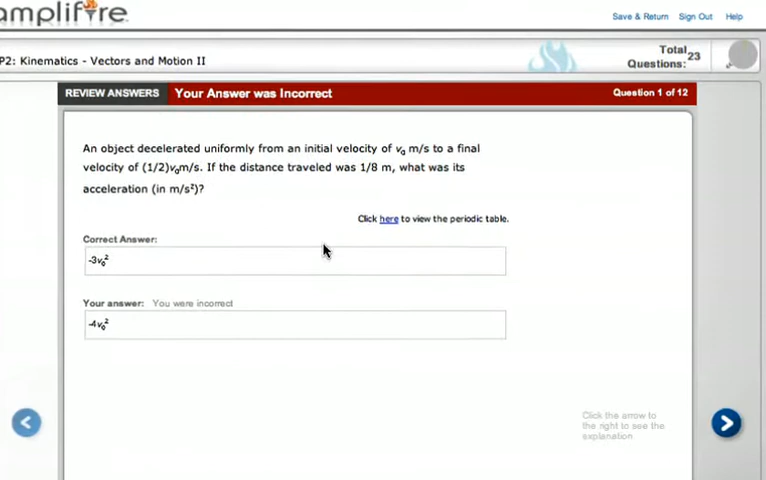 amplifire
Save & Return Sign Out Help
P2: Kinematics - Vectors and Motion II
Total
Questions: 23
REVIEW ANSWERS Your Answer was Incorrect Question 1 of 12
An object decelerated uniformly from an initial velocity of v₀ m/s to a final
velocity of (1/2)v₀m/s. If the distance traveled was 1/8 m, what was its
acceleration (in m/s²)?
Click here to view the periodic table.
Correct Answer:
-3v₀²
Your answer: You were incorrect
-4v₀²
Click the arrow to
the right to see the
explanation